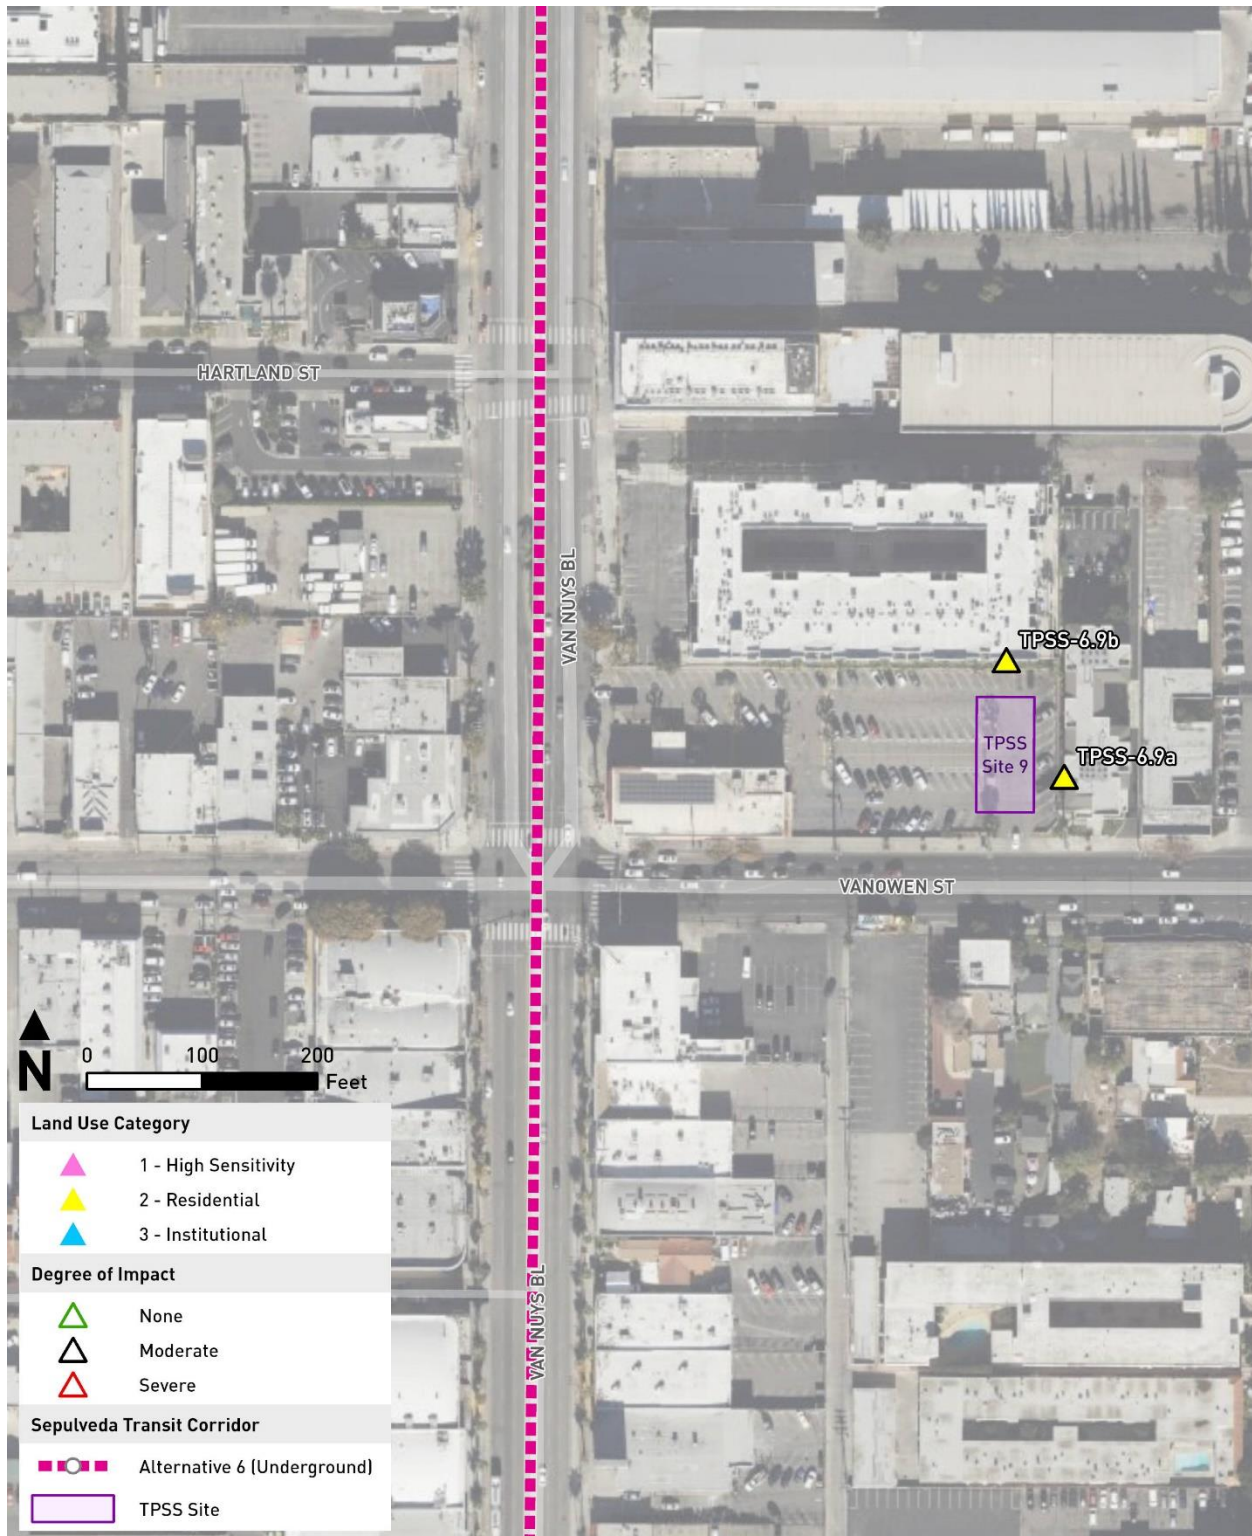 HARTLAND ST
VAN NUYS BL
TPSS-6.9b
TPSS
Site 9
TPSS-6.9a
VANOWEN ST
N
0 100 200
Feet
Land Use Category
1 - High Sensitivity
2 - Residential
3 - Institutional
Degree of Impact
None
Moderate
Severe
Sepulveda Transit Corridor
Alternative 6 (Underground)
TPSS Site
VAN NUYS BL